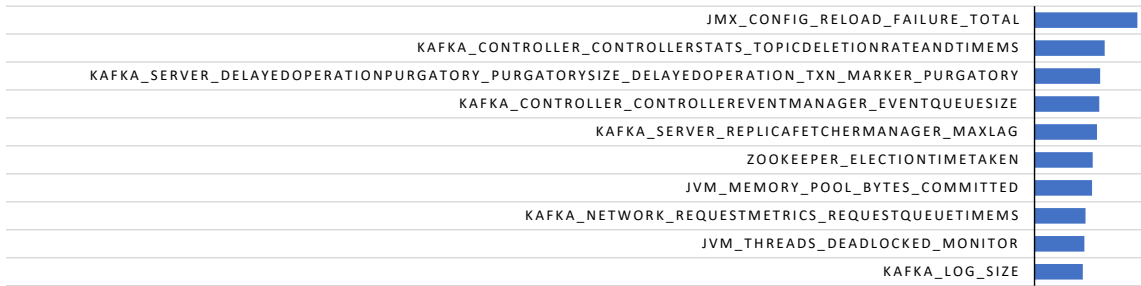 JMX_CONFIG_RELOAD_FAILURE_TOTAL
KAFKA_CONTROLLER_CONTROLLERSTATS_TOPICDELETIONRATEANDTIMEMS
KAFKA_SERVER_DELAYEDOPERATIONPURGATORY_PURGATORYSIZE_DELAYEDOPERATION_TXN_MARKER_PURGATORY
KAFKA_CONTROLLER_CONTROLLEREVENTMANAGER_EVENTQUEUESIZE
KAFKA_SERVER_REPLICAFETCHERMANAGER_MAXLAG
ZOOKEEPER_ELECTIONTIMETAKEN
JVM_MEMORY_POOL_BYTES_COMMITTED
KAFKA_NETWORK_REQUESTMETRICS_REQUESTQUEUETIMEMS
JVM_THREADS_DEADLOCKED_MONITOR
KAFKA_LOG_SIZE